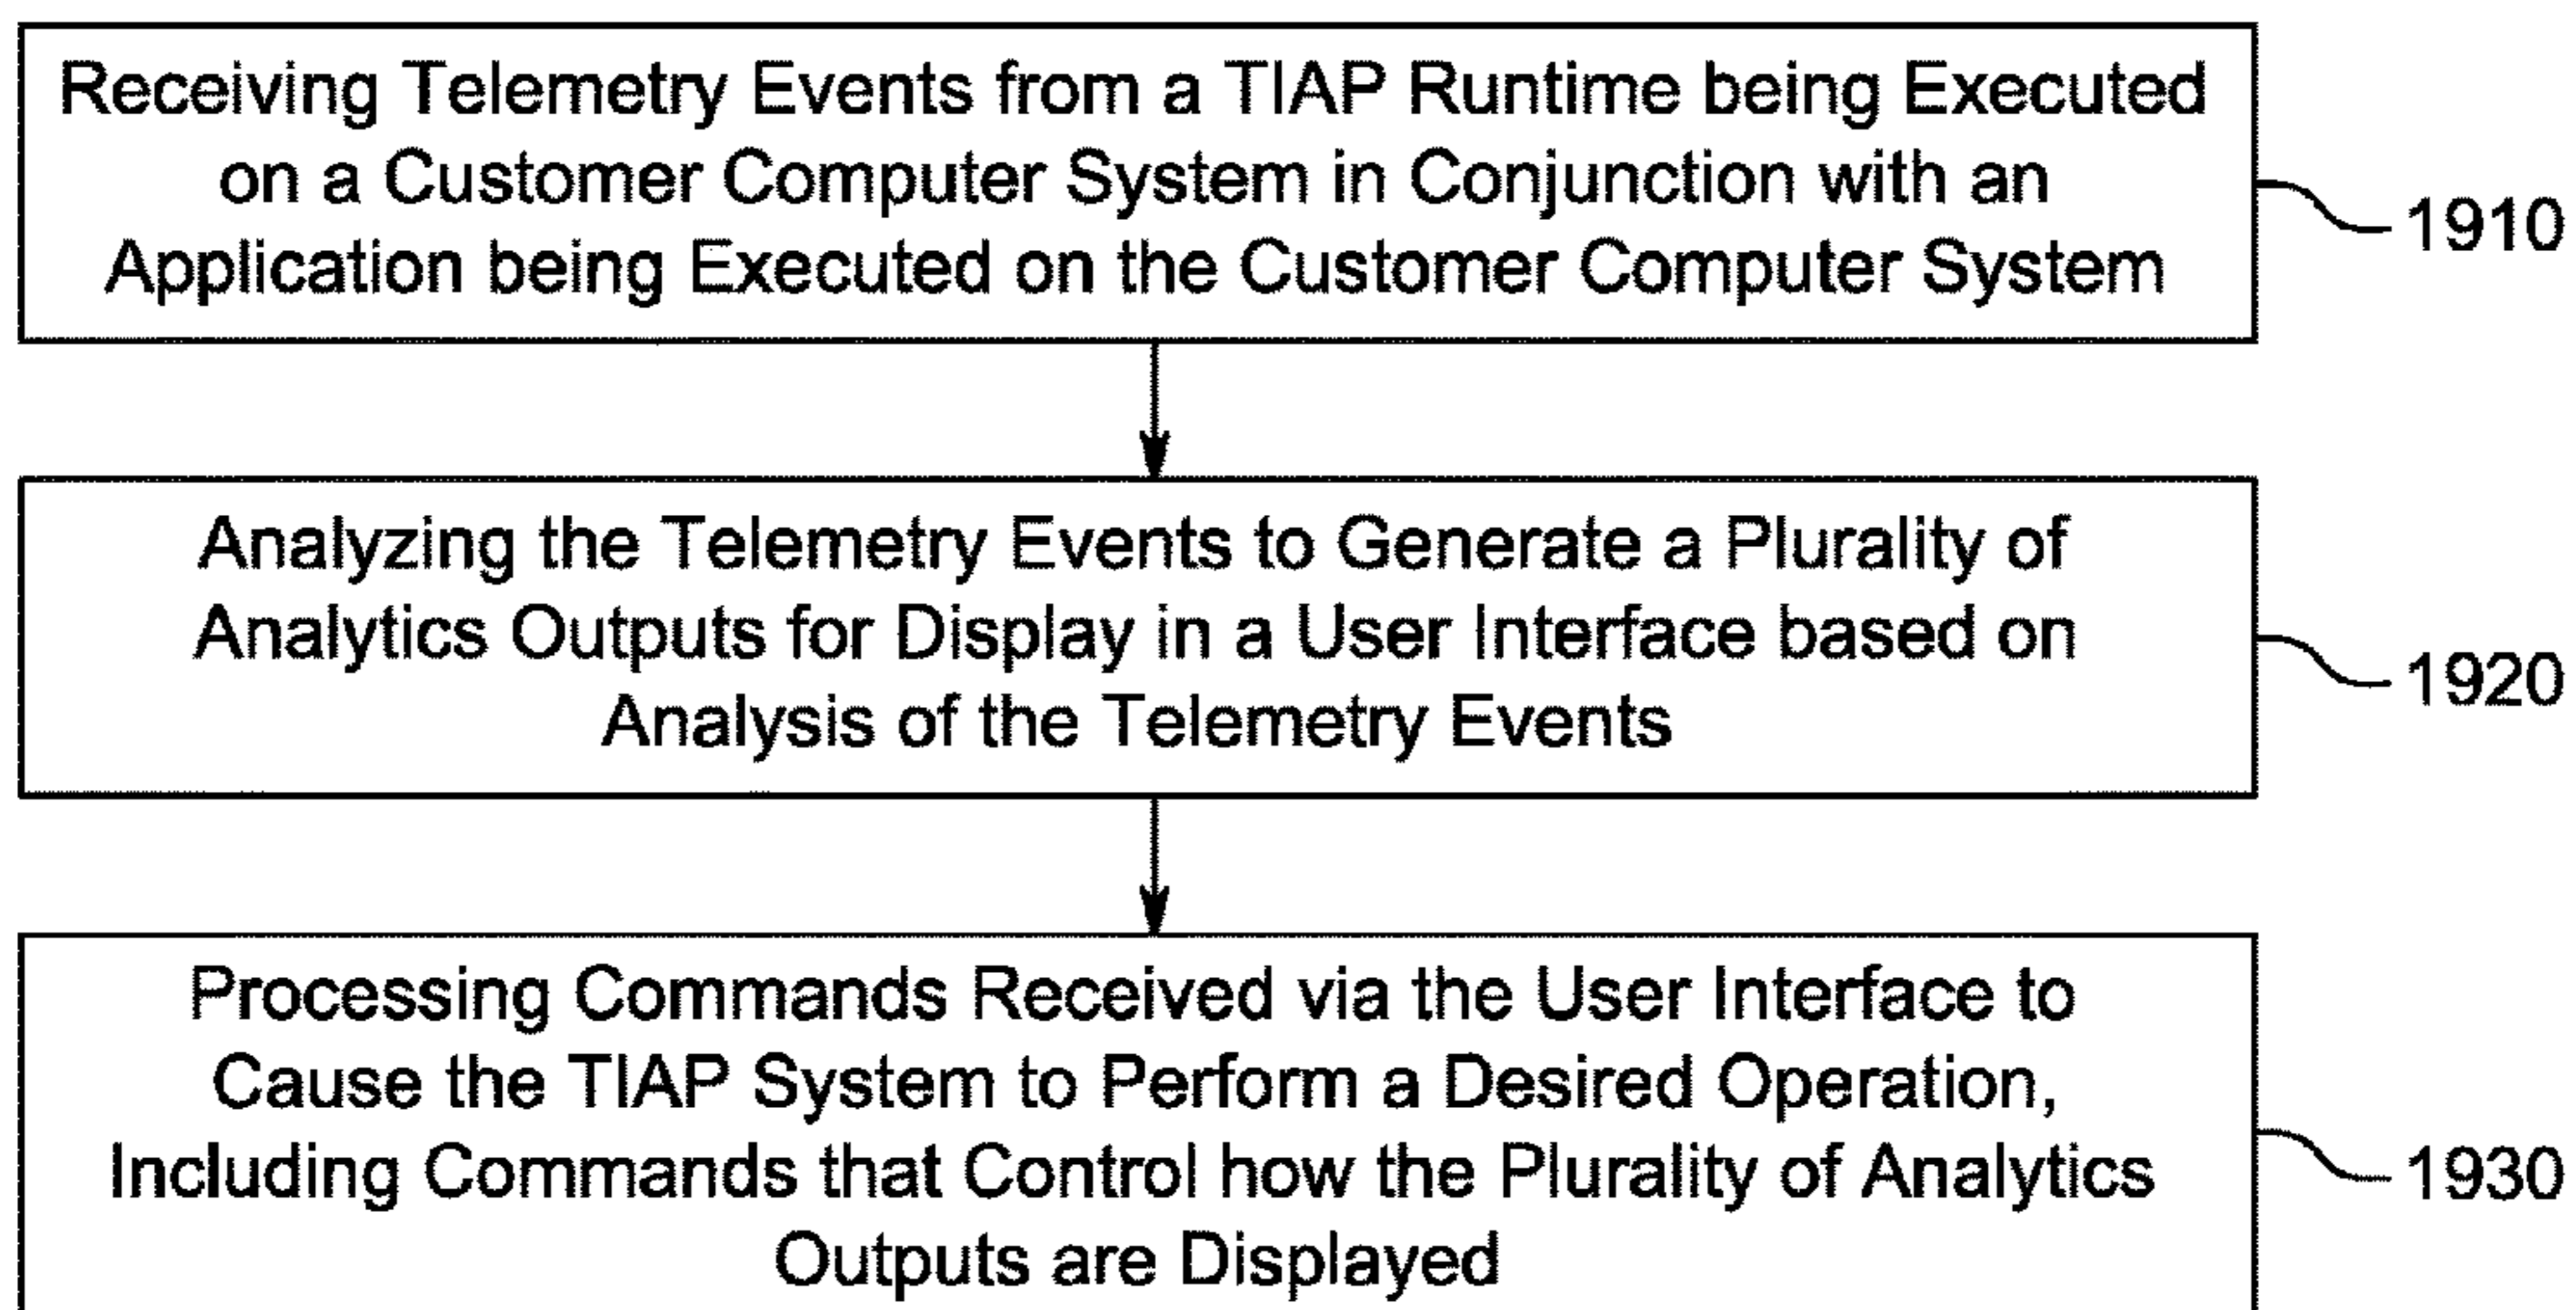 Receiving Telemetry Events from a TIAP Runtime being Executed
on a Customer Computer System in Conjunction with an
Application being Executed on the Customer Computer System
1910
Analyzing the Telemetry Events to Generate a Plurality of
Analytics Outputs for Display in a User Interface based on
Analysis of the Telemetry Events
1920
Processing Commands Received via the User Interface to
Cause the TIAP System to Perform a Desired Operation,
Including Commands that Control how the Plurality of Analytics
Outputs are Displayed
1930